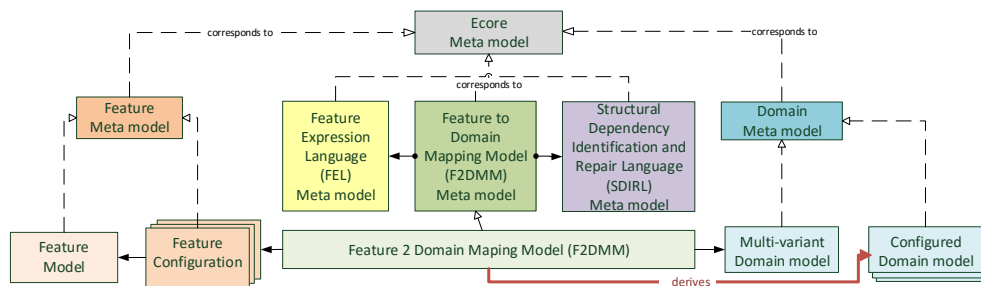 Ecore
Meta model
corresponds to
corresponds to
corresponds to
Feature
Meta model
Feature
Expression
Language
(FEL)
Meta model
Feature to
Domain
Mapping Model
(F2DMM)
Meta model
Structural
Dependency
Identification and
Repair Language
(SDIRL)
Meta model
Domain
Meta model
Feature
Model
Feature
Configuration
Feature 2 Domain Maping Model (F2DMM)
Multi-variant
Domain model
Configured
Domain model
derives